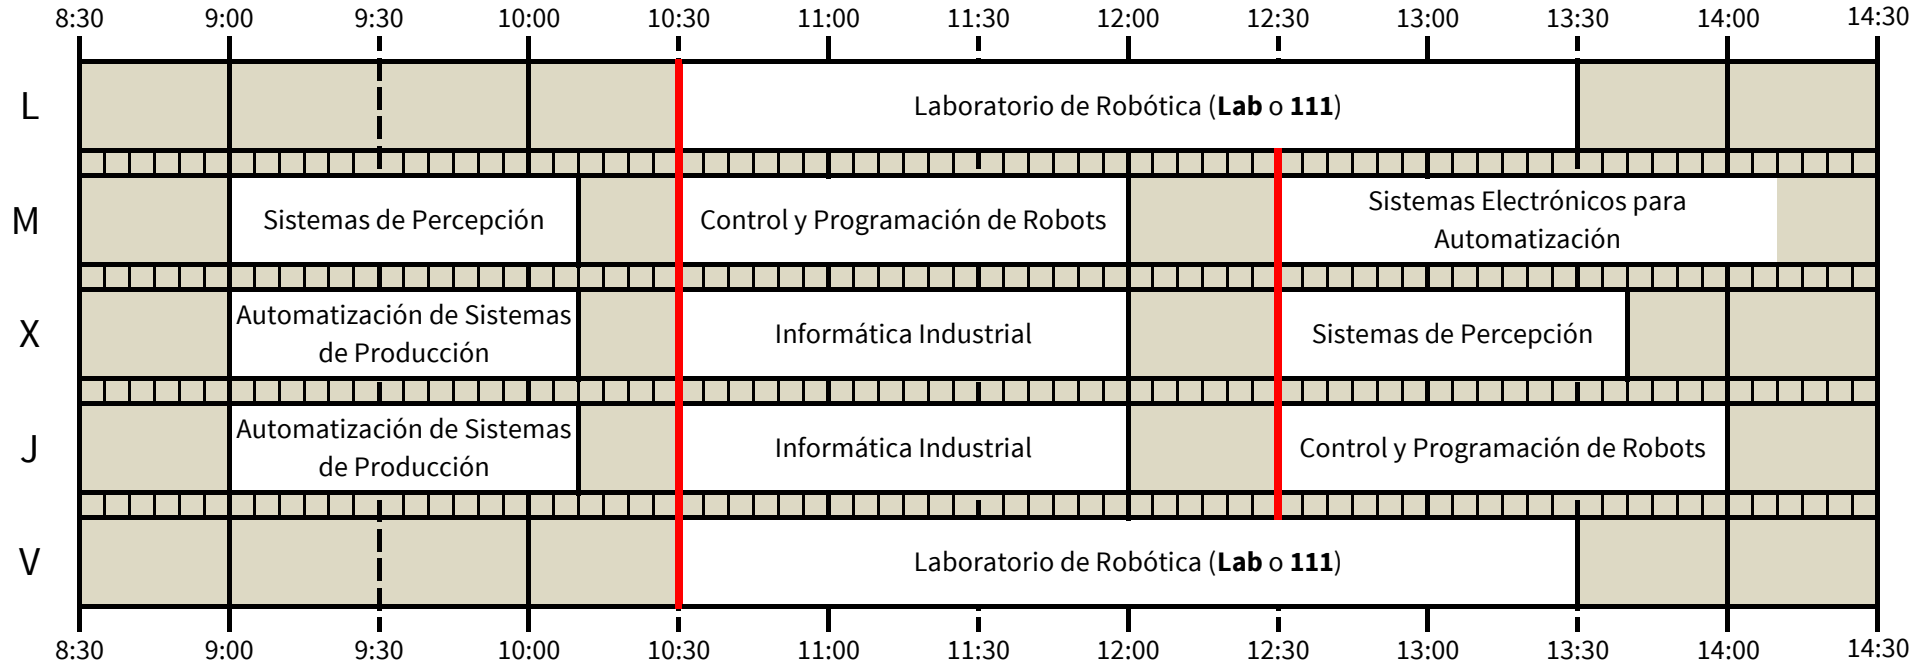 8:30 9:00 9:30 10:00 10:30 11:00 11:30 12:00 12:30 13:00 13:30 14:00 14:30
L
Laboratorio de Robótica (Lab o 111)
M
Sistemas de Percepción
Control y Programación de Robots
Sistemas Electrónicos para
Automatización
X
Automatización de Sistemas
de Producción
Informática Industrial
Sistemas de Percepción
J
Automatización de Sistemas
de Producción
Informática Industrial
Control y Programación de Robots
V
Laboratorio de Robótica (Lab o 111)
8:30 9:00 9:30 10:00 10:30 11:00 11:30 12:00 12:30 13:00 13:30 14:00 14:30